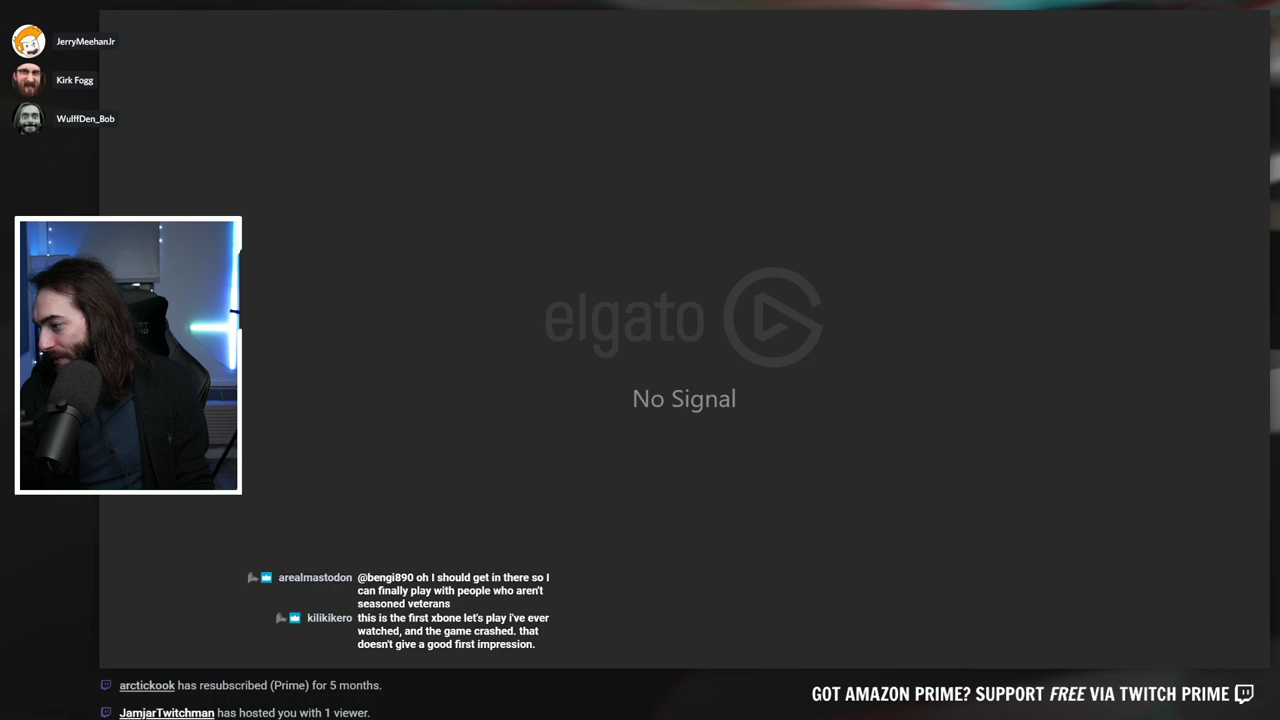 JerryMeehanJr
Kirk Fogg
WulffDen_Bob
elgato
No Signal
arealmastodon @bengi890 oh I should get in there so I
can finally play with people who aren't
seasoned veterans
kilikikero this is the first xbone let's play i've ever
watched, and the game crashed. that
doesn't give a good first impression.
arctickook has resubscribed (Prime) for 5 months.
JamjarTwitchman has hosted you with 1 viewer.
GOT AMAZON PRIME? SUPPORT FREE VIA TWITCH PRIME